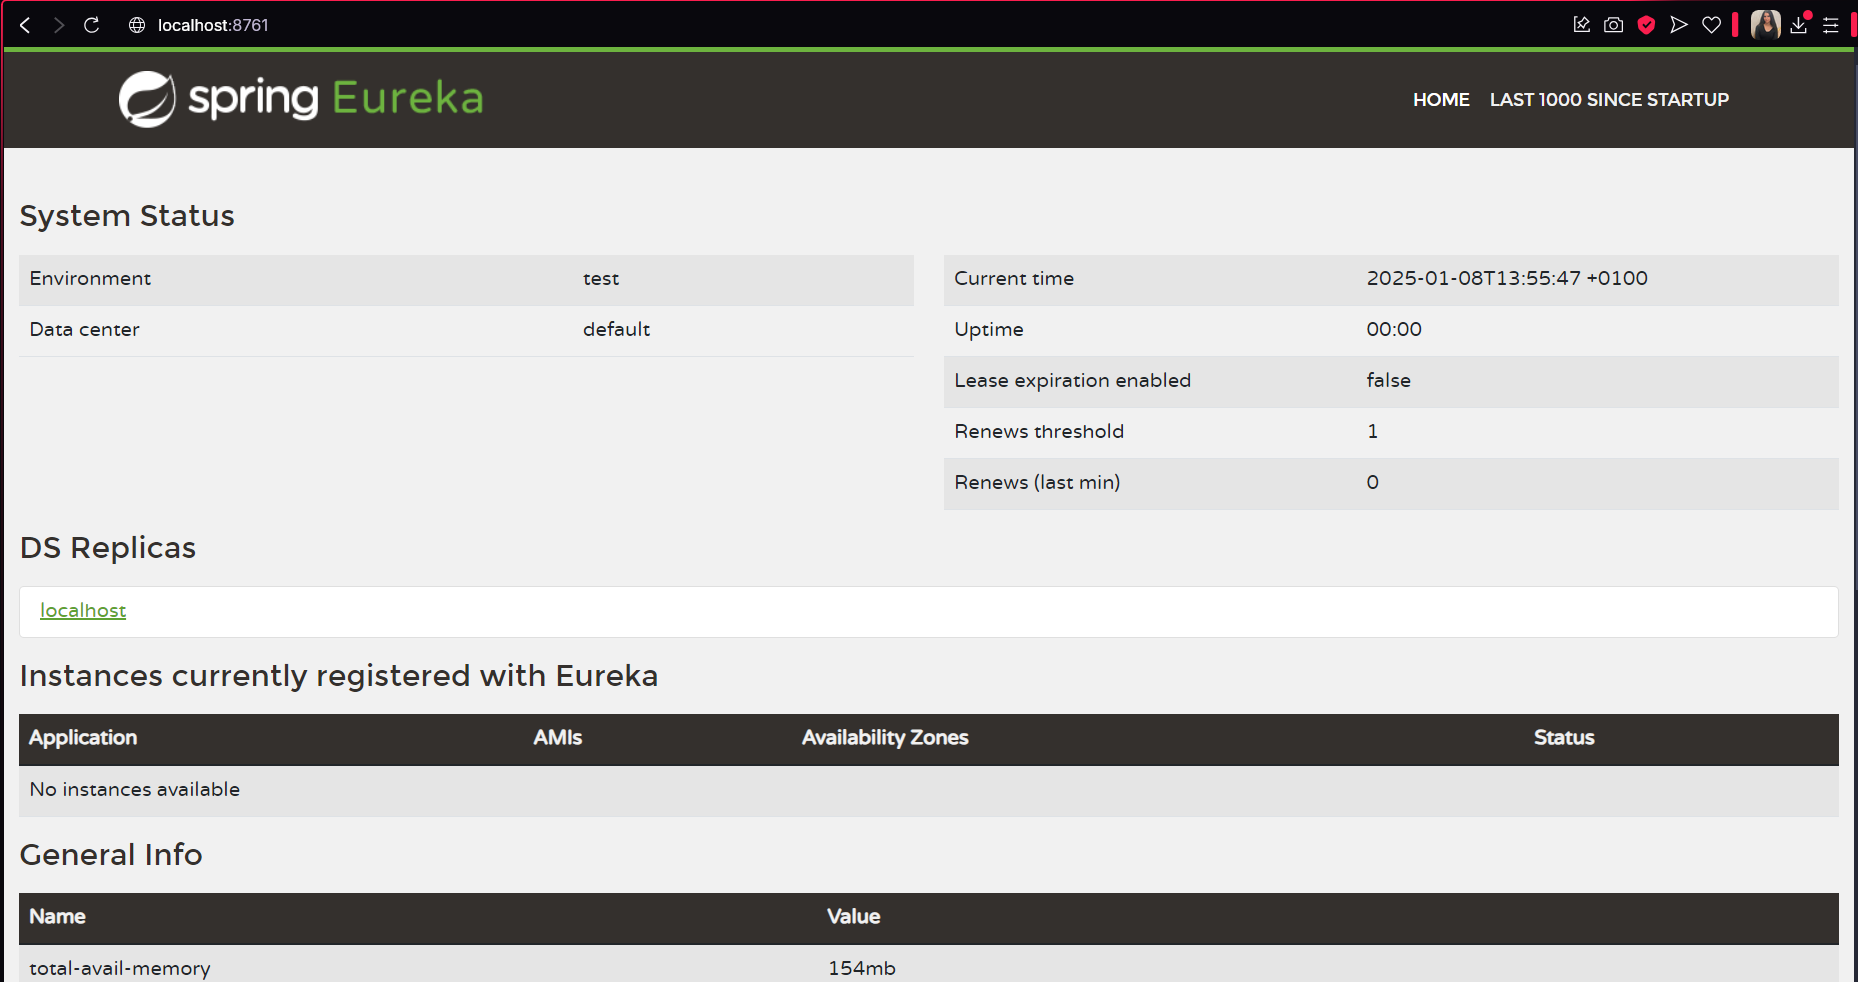 localhost:8761
spring Eureka
HOME LAST 1000 SINCE STARTUP
System Status
Environment test
Data center default
Current time 2025-01-08T13:55:47 +0100
Uptime 00:00
Lease expiration enabled false
Renews threshold 1
Renews (last min) 0
DS Replicas
localhost
Instances currently registered with Eureka
Application AMIs Availability Zones Status
No instances available
General Info
Name Value
total-avail-memory 154mb